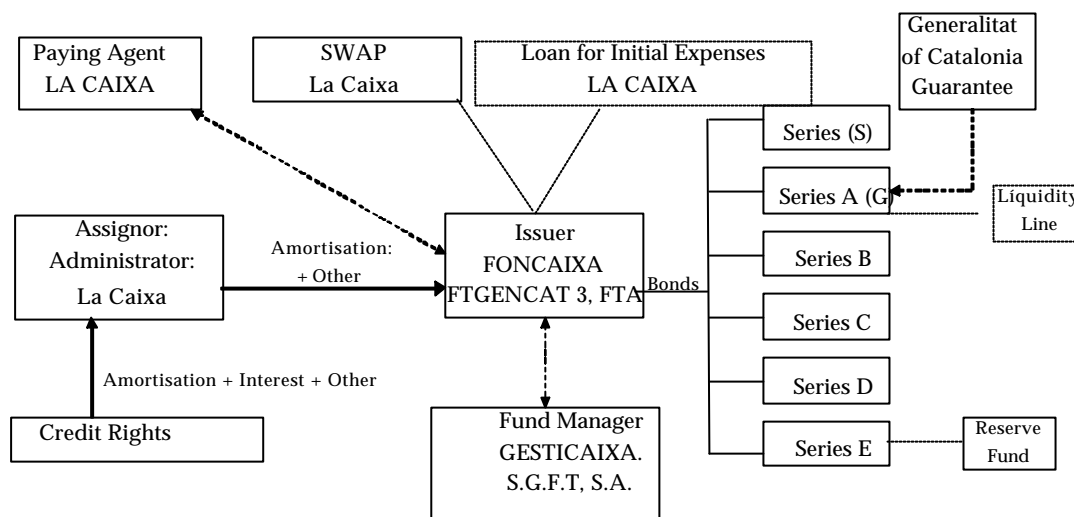 Paying Agent
LA CAIXA
SWAP
La Caixa
Loan for Initial Expenses
LA CAIXA
Generalitat
of Catalonia
Guarantee
Series (S)
Series A (G)
Líquidity
Line
Assignor:
Administrator:
La Caixa
Amortisation:
+ Other
Issuer
FONCAIXA
FTGENCAT 3, FTA
Bonds
Series B
Series C
Series D
Series E
Reserve
Fund
Amortisation + Interest + Other
Credit Rights
Fund Manager
GESTICAIXA.
S.G.F.T, S.A.